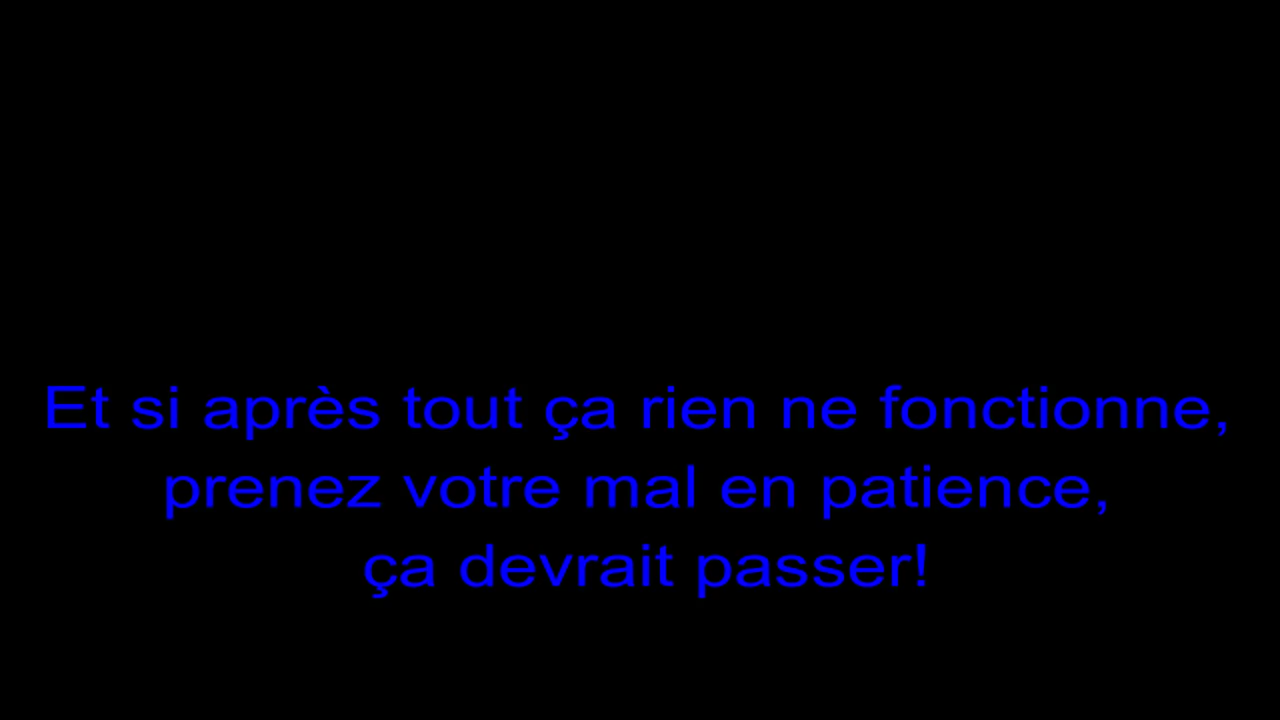 Et si après tout ça rien ne fonctionne,
prenez votre mal en patience,
ça devrait passer!